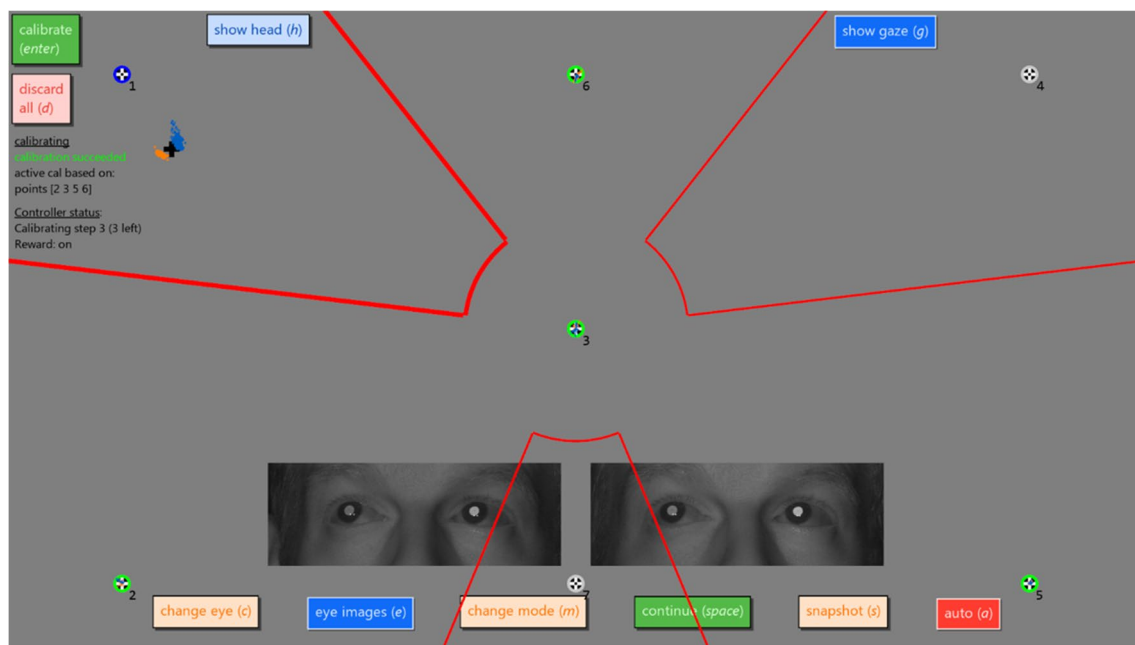 calibrate
(enter)
show head (h)
show gaze (g)
1
6
4
discard
all (d)
calibrating
calibration succeeded
active cal based on:
points [2 3 5 6]
Controller status:
Calibrating step 3 (3 left)
Reward: on
3
2
7
5
change eye (c)
eye images (e)
change mode (m)
continue (space)
snapshot (s)
auto (a)